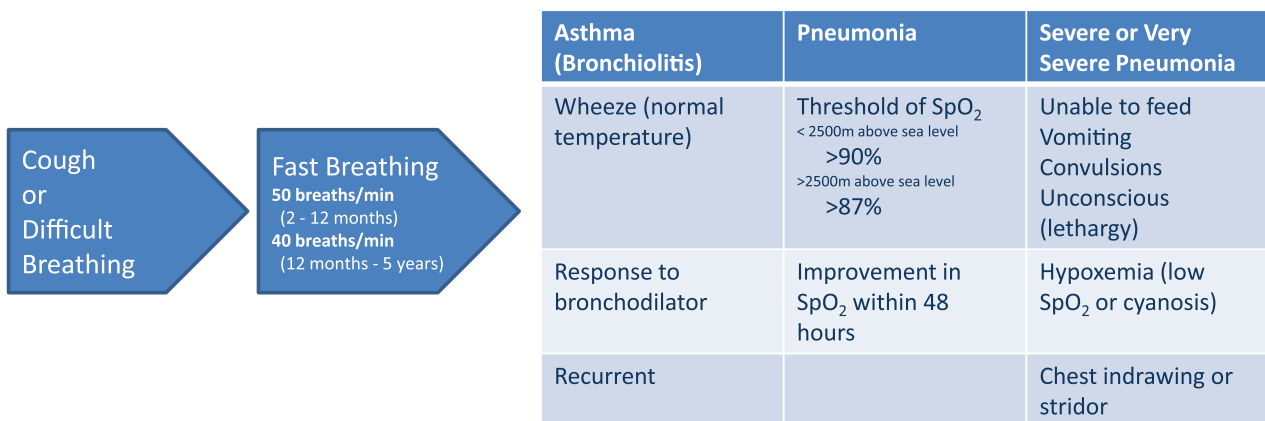 Cough
or
Difficult
Breathing
Fast Breathing
50 breaths/min
(2 - 12 months)
40 breaths/min
(12 months - 5 years)
Asthma
(Bronchiolitis)
Pneumonia
Severe or Very
Severe Pneumonia
Wheeze (normal
temperature)
Threshold of SpO₂
< 2500m above sea level
>90%
>2500m above sea level
>87%
Unable to feed
Vomiting
Convulsions
Unconscious
(lethargy)
Response to
bronchodilator
Improvement in
SpO₂ within 48
hours
Hypoxemia (low
SpO₂ or cyanosis)
Recurrent
Chest indrawing or
stridor